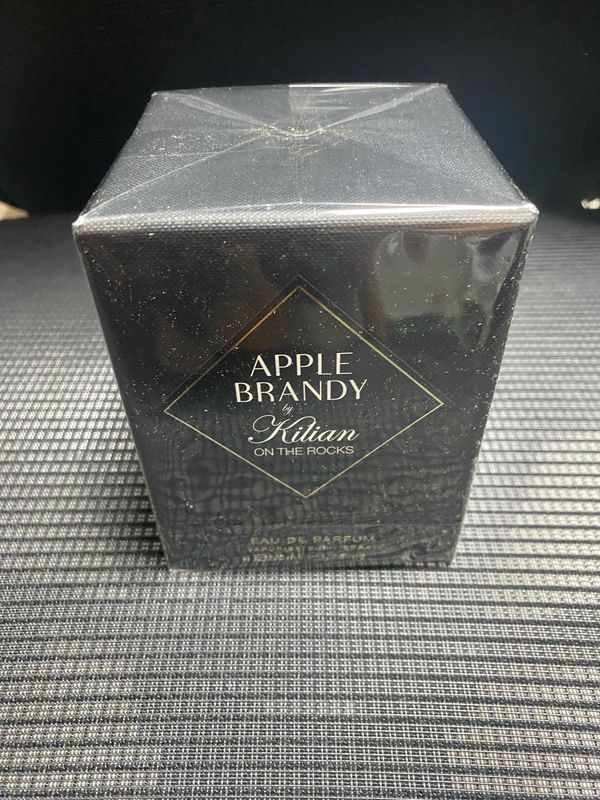 APPLE
BRANDY
by
Kilian
ON THE ROCKS
EAU DE PARFUM